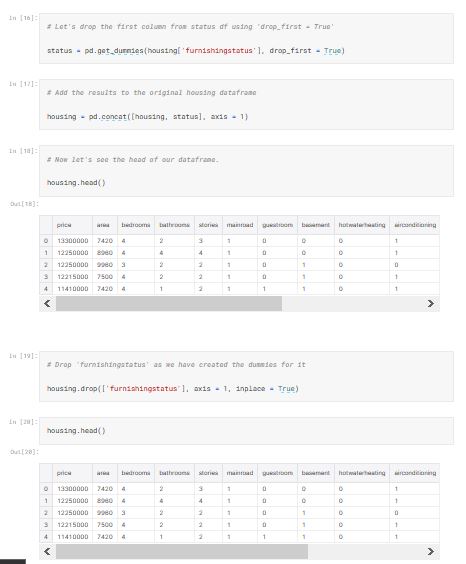 In [16]:
# Let's drop the first column from status df using 'drop_first = True'
status = pd.get_dummies(housing['furnishingstatus'], drop_first = True)
In [17]:
# Add the results to the original housing dataframe
housing = pd.concat([housing, status], axis = 1)
In [18]:
# Now let's see the head of our dataframe.
housing.head()
Out[18]:
price area bedrooms bathrooms stories mainroad guestroom basement hotwaterheating airconditioning
0 13300000 7420 4 2 3 1 0 0 0 1
1 12250000 8960 4 4 4 1 0 0 0 1
2 12250000 9960 3 2 2 1 0 1 0 0
3 12215000 7500 4 2 2 1 0 1 0 1
4 11410000 7420 4 1 2 1 1 1 0 1
In [19]:
# Drop 'furnishingstatus' as we have created the dummies for it
housing.drop(['furnishingstatus'], axis = 1, inplace = True)
In [20]:
housing.head()
Out[20]:
price area bedrooms bathrooms stories mainroad guestroom basement hotwaterheating airconditioning
0 13300000 7420 4 2 3 1 0 0 0 1
1 12250000 8960 4 4 4 1 0 0 0 1
2 12250000 9960 3 2 2 1 0 1 0 0
3 12215000 7500 4 2 2 1 0 1 0 1
4 11410000 7420 4 1 2 1 1 1 0 1